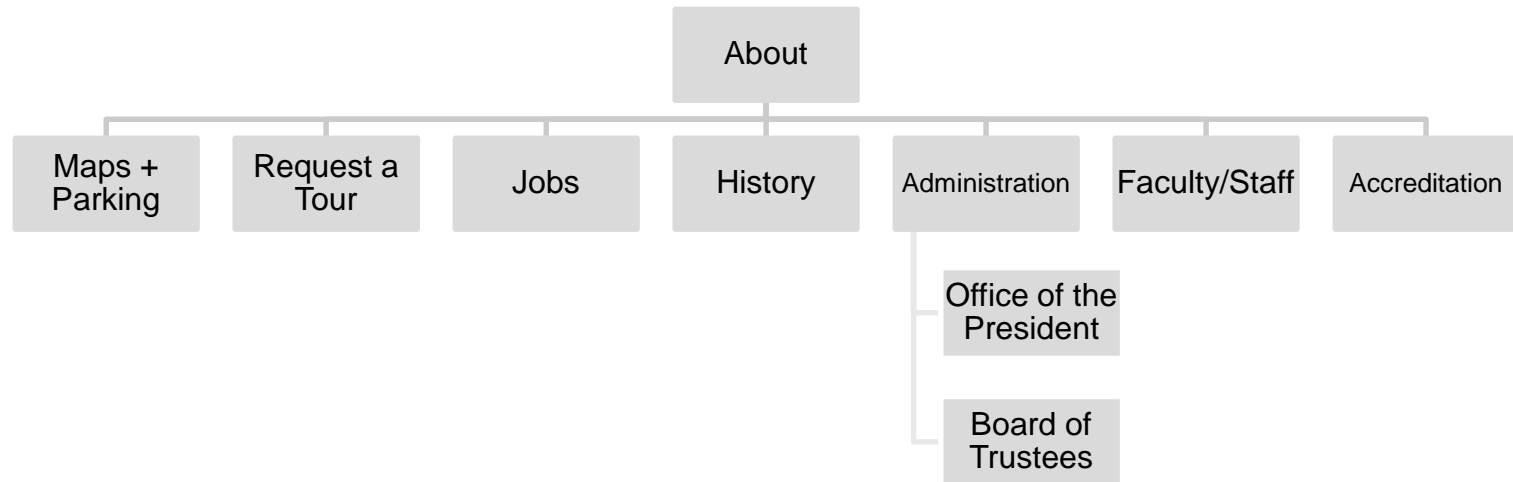 About
Maps +
Parking
Request a
Tour
Jobs
History
Administration
Faculty/Staff
Accreditation
Office of the
President
Board of
Trustees